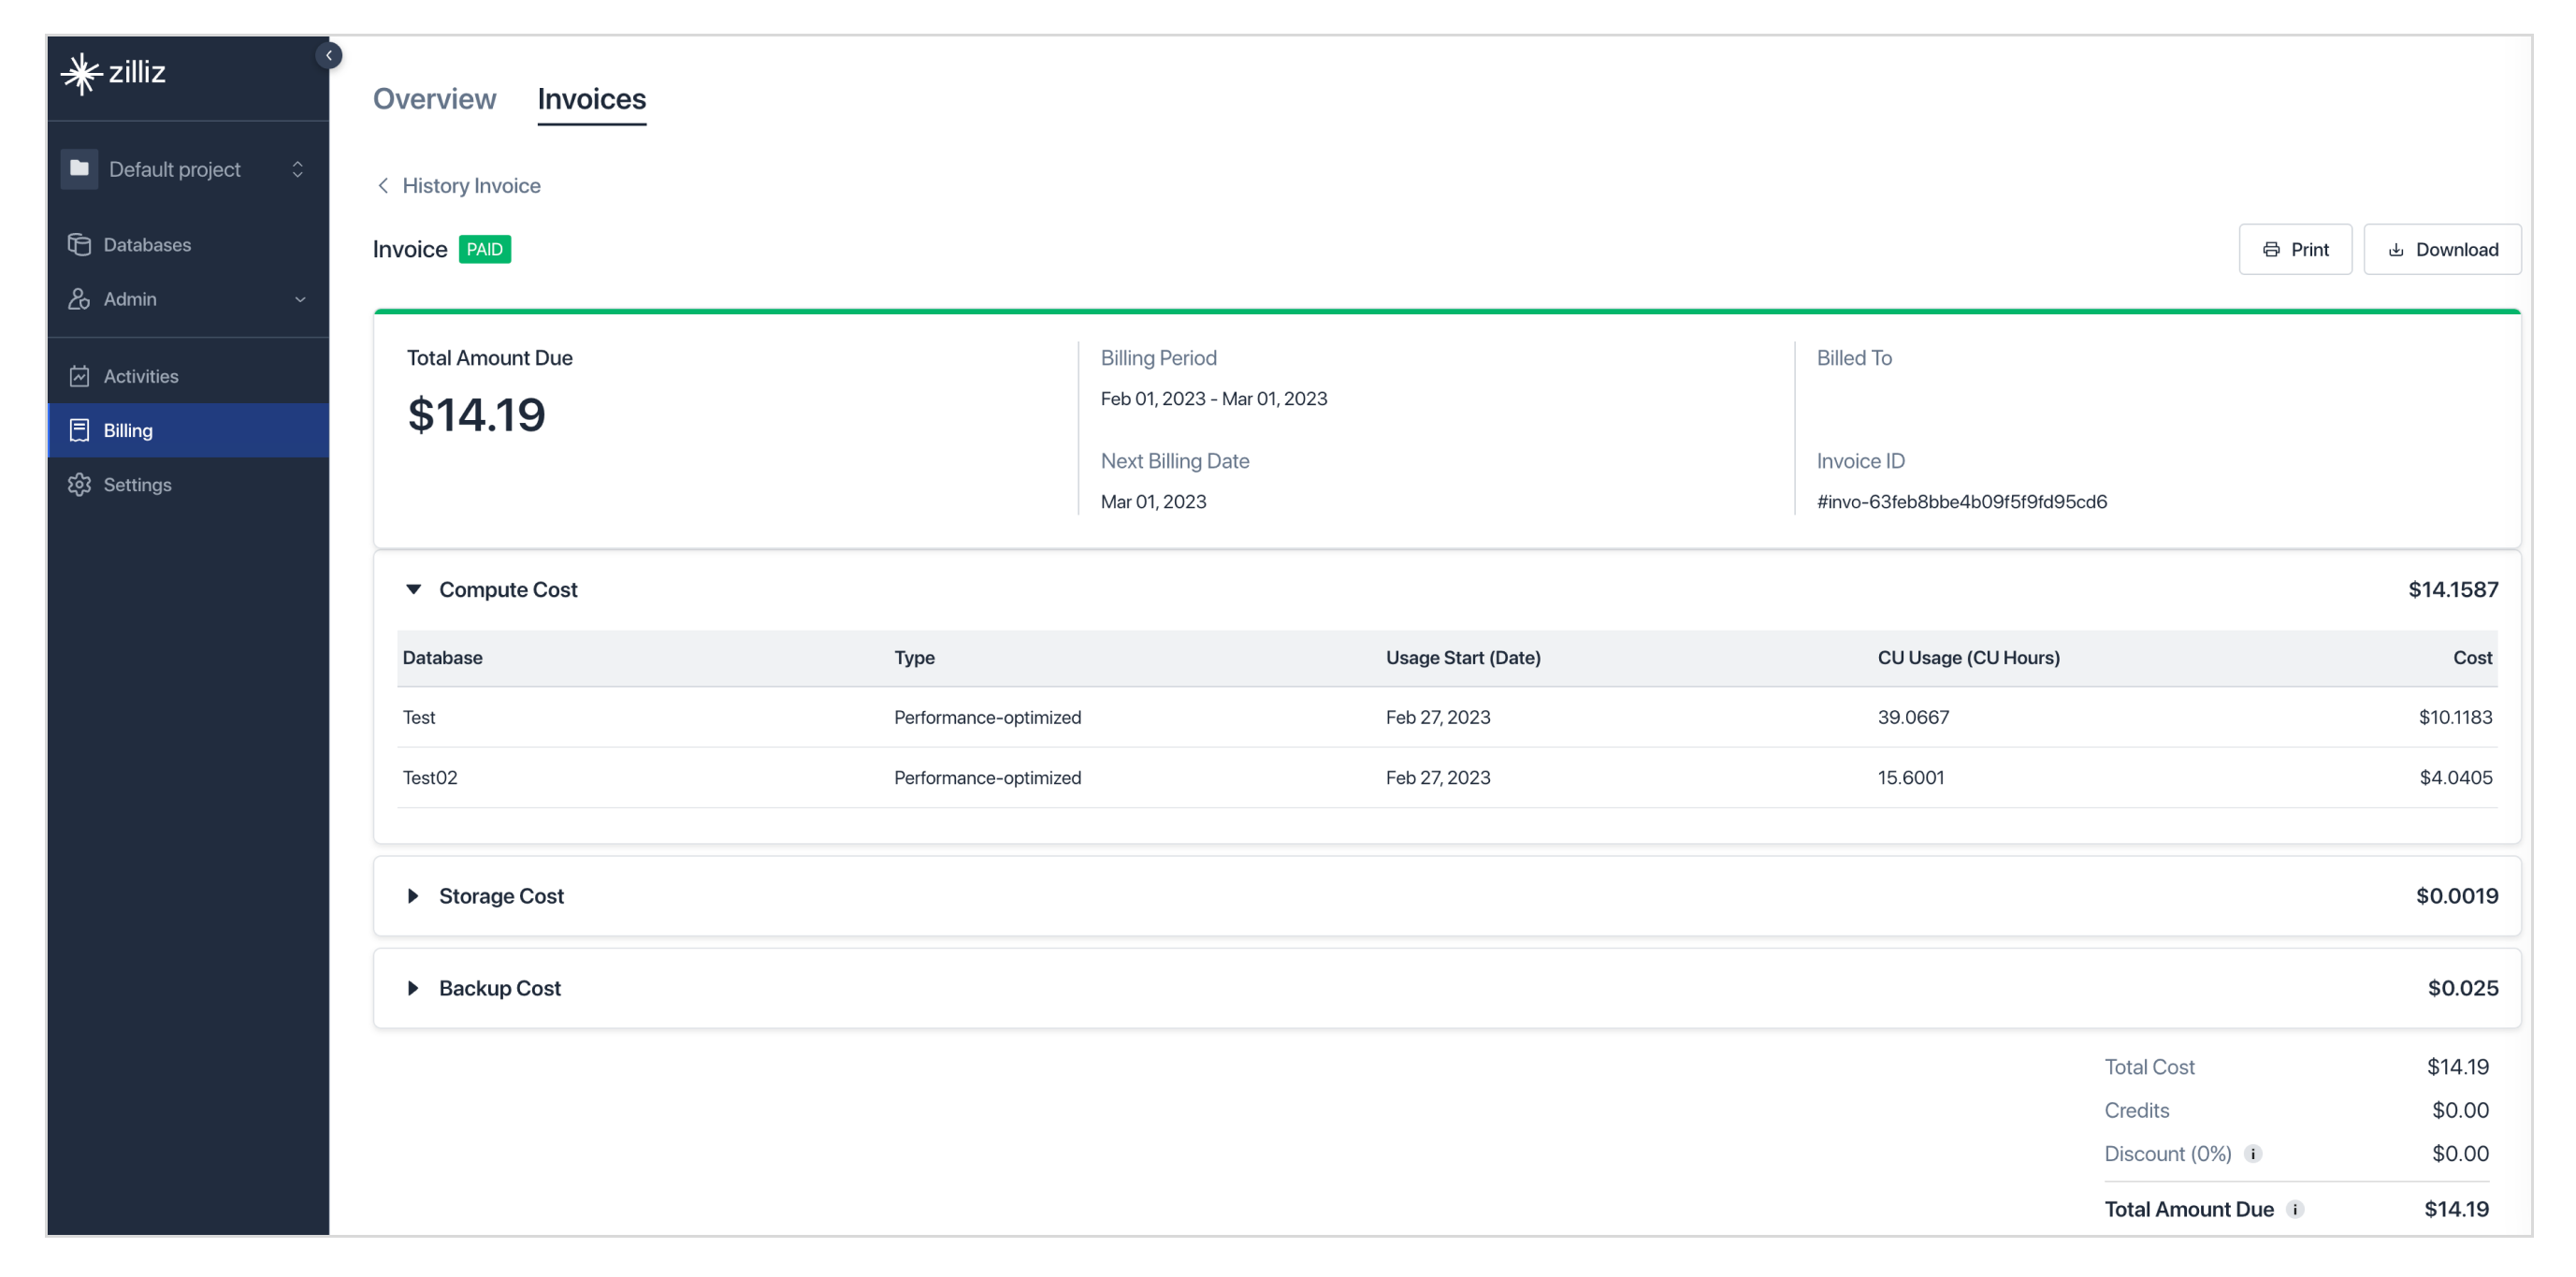 zilliz
Default project
Databases
Admin
Activities
Billing
Settings
Overview Invoices
History Invoice
Invoice PAID
Print Download
Total Amount Due
$14.19
Billing Period
Feb 01, 2023 - Mar 01, 2023
Next Billing Date
Mar 01, 2023
Billed To
Invoice ID
#invo-63feb8bbe4b09f5f9fd95cd6
Compute Cost $14.1587
Database Type Usage Start (Date) CU Usage (CU Hours) Cost
Test Performance-optimized Feb 27, 2023 39.0667 $10.1183
Test02 Performance-optimized Feb 27, 2023 15.6001 $4.0405
Storage Cost $0.0019
Backup Cost $0.025
Total Cost $14.19
Credits $0.00
Discount (0%) i $0.00
Total Amount Due i $14.19